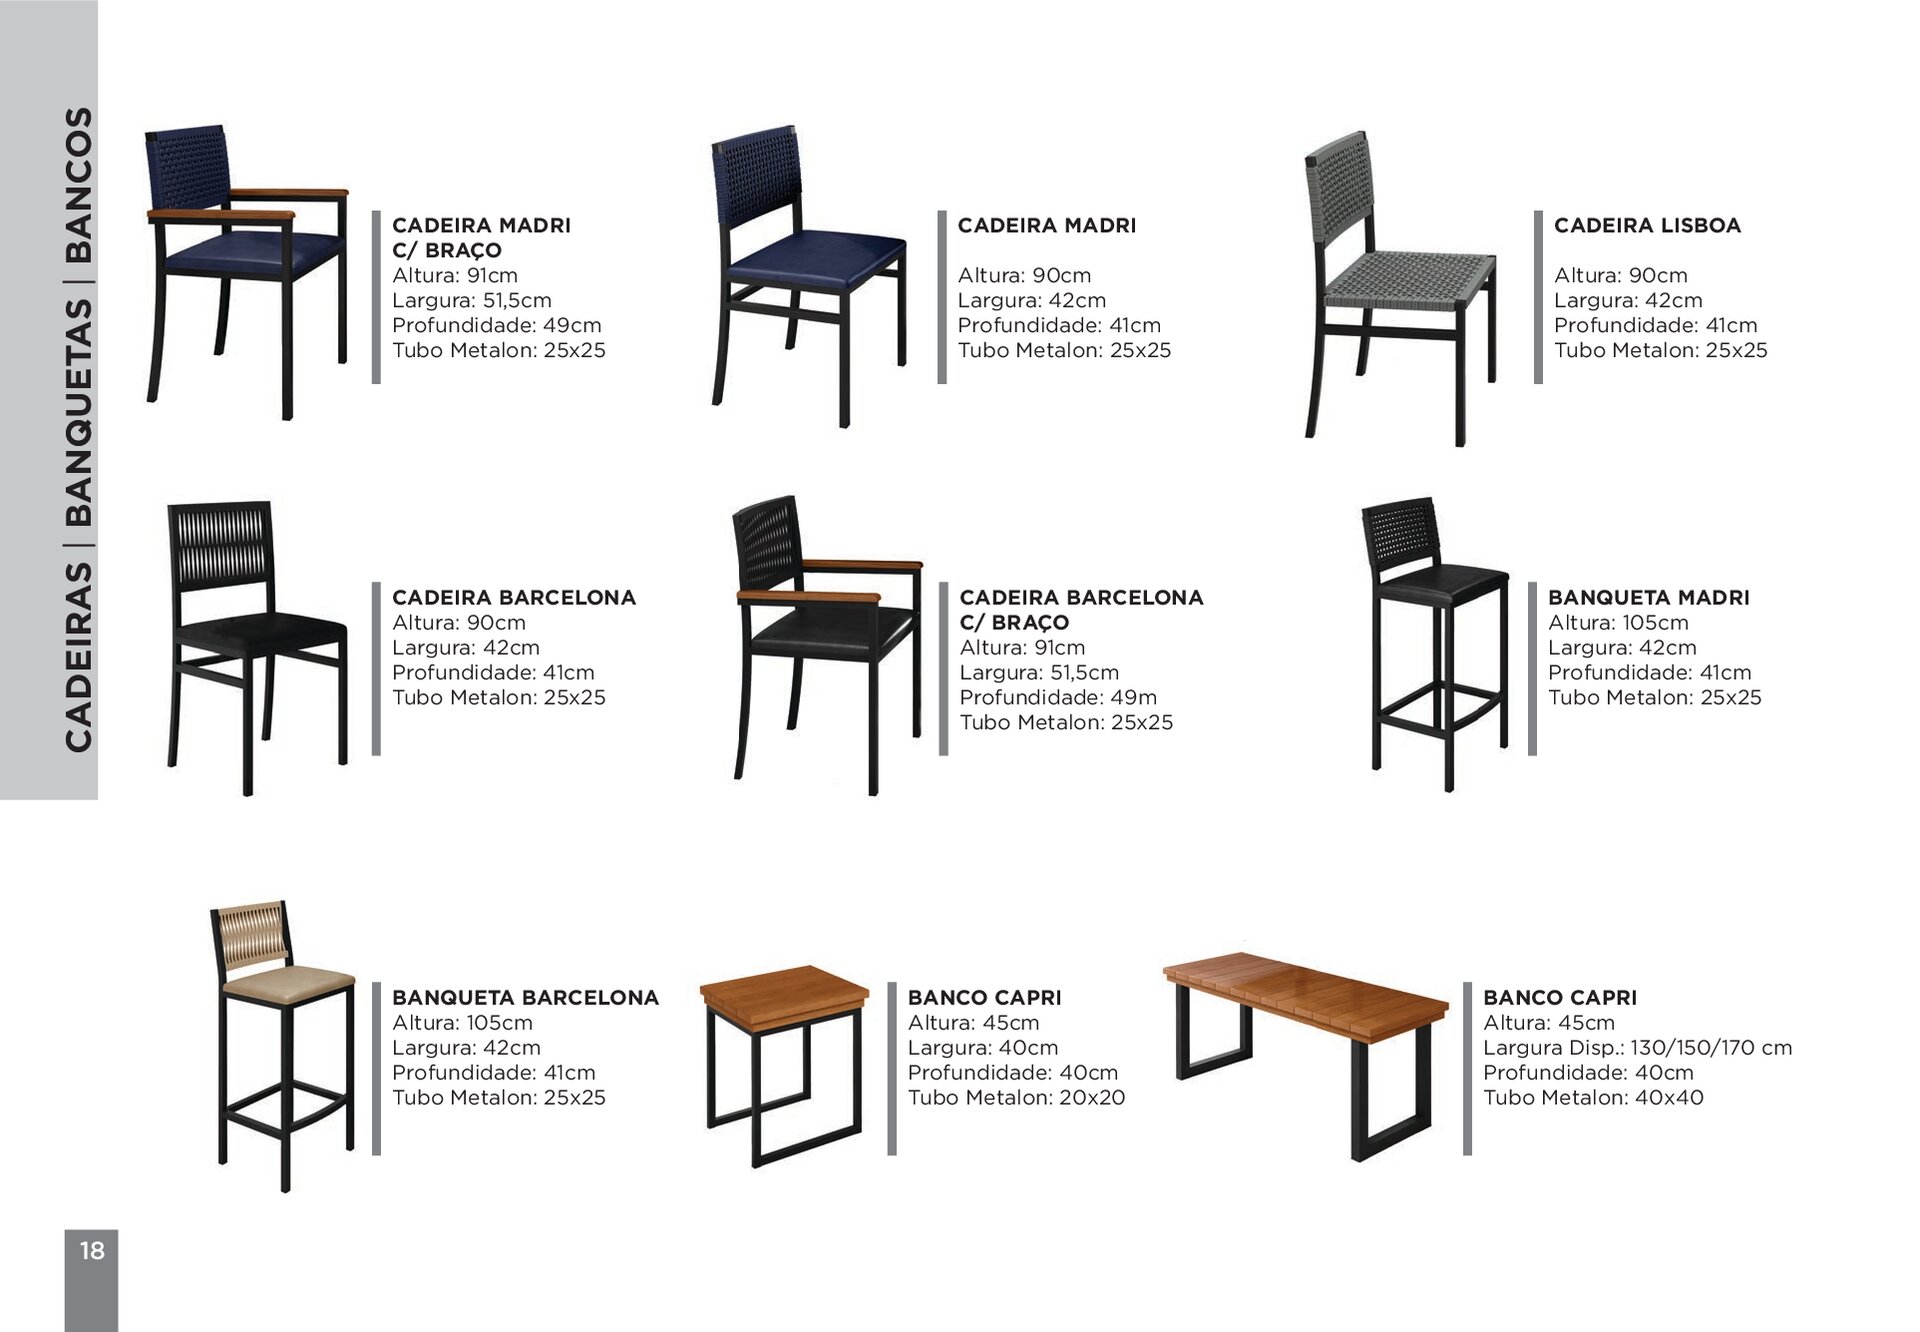 CADEIRAS | BANQUETAS | BANCOS
CADEIRA MADRI
C/ BRAÇO
Altura: 91cm
Largura: 51,5cm
Profundidade: 49cm
Tubo Metalon: 25x25
CADEIRA MADRI
Altura: 90cm
Largura: 42cm
Profundidade: 41cm
Tubo Metalon: 25x25
CADEIRA LISBOA
Altura: 90cm
Largura: 42cm
Profundidade: 41cm
Tubo Metalon: 25x25
CADEIRA BARCELONA
Altura: 90cm
Largura: 42cm
Profundidade: 41cm
Tubo Metalon: 25x25
CADEIRA BARCELONA
C/ BRAÇO
Altura: 91cm
Largura: 51,5cm
Profundidade: 49m
Tubo Metalon: 25x25
BANQUETA MADRI
Altura: 105cm
Largura: 42cm
Profundidade: 41cm
Tubo Metalon: 25x25
BANQUETA BARCELONA
Altura: 105cm
Largura: 42cm
Profundidade: 41cm
Tubo Metalon: 25x25
BANCO CAPRI
Altura: 45cm
Largura: 40cm
Profundidade: 40cm
Tubo Metalon: 20x20
BANCO CAPRI
Altura: 45cm
Largura Disp.: 130/150/170 cm
Profundidade: 40cm
Tubo Metalon: 40x40
18